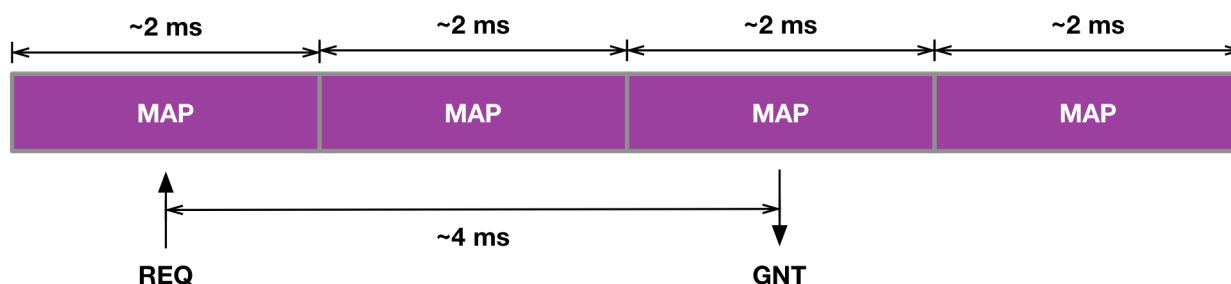 ~2 ms ~2 ms ~2 ms ~2 ms
MAP MAP MAP MAP
~4 ms
REQ GNT